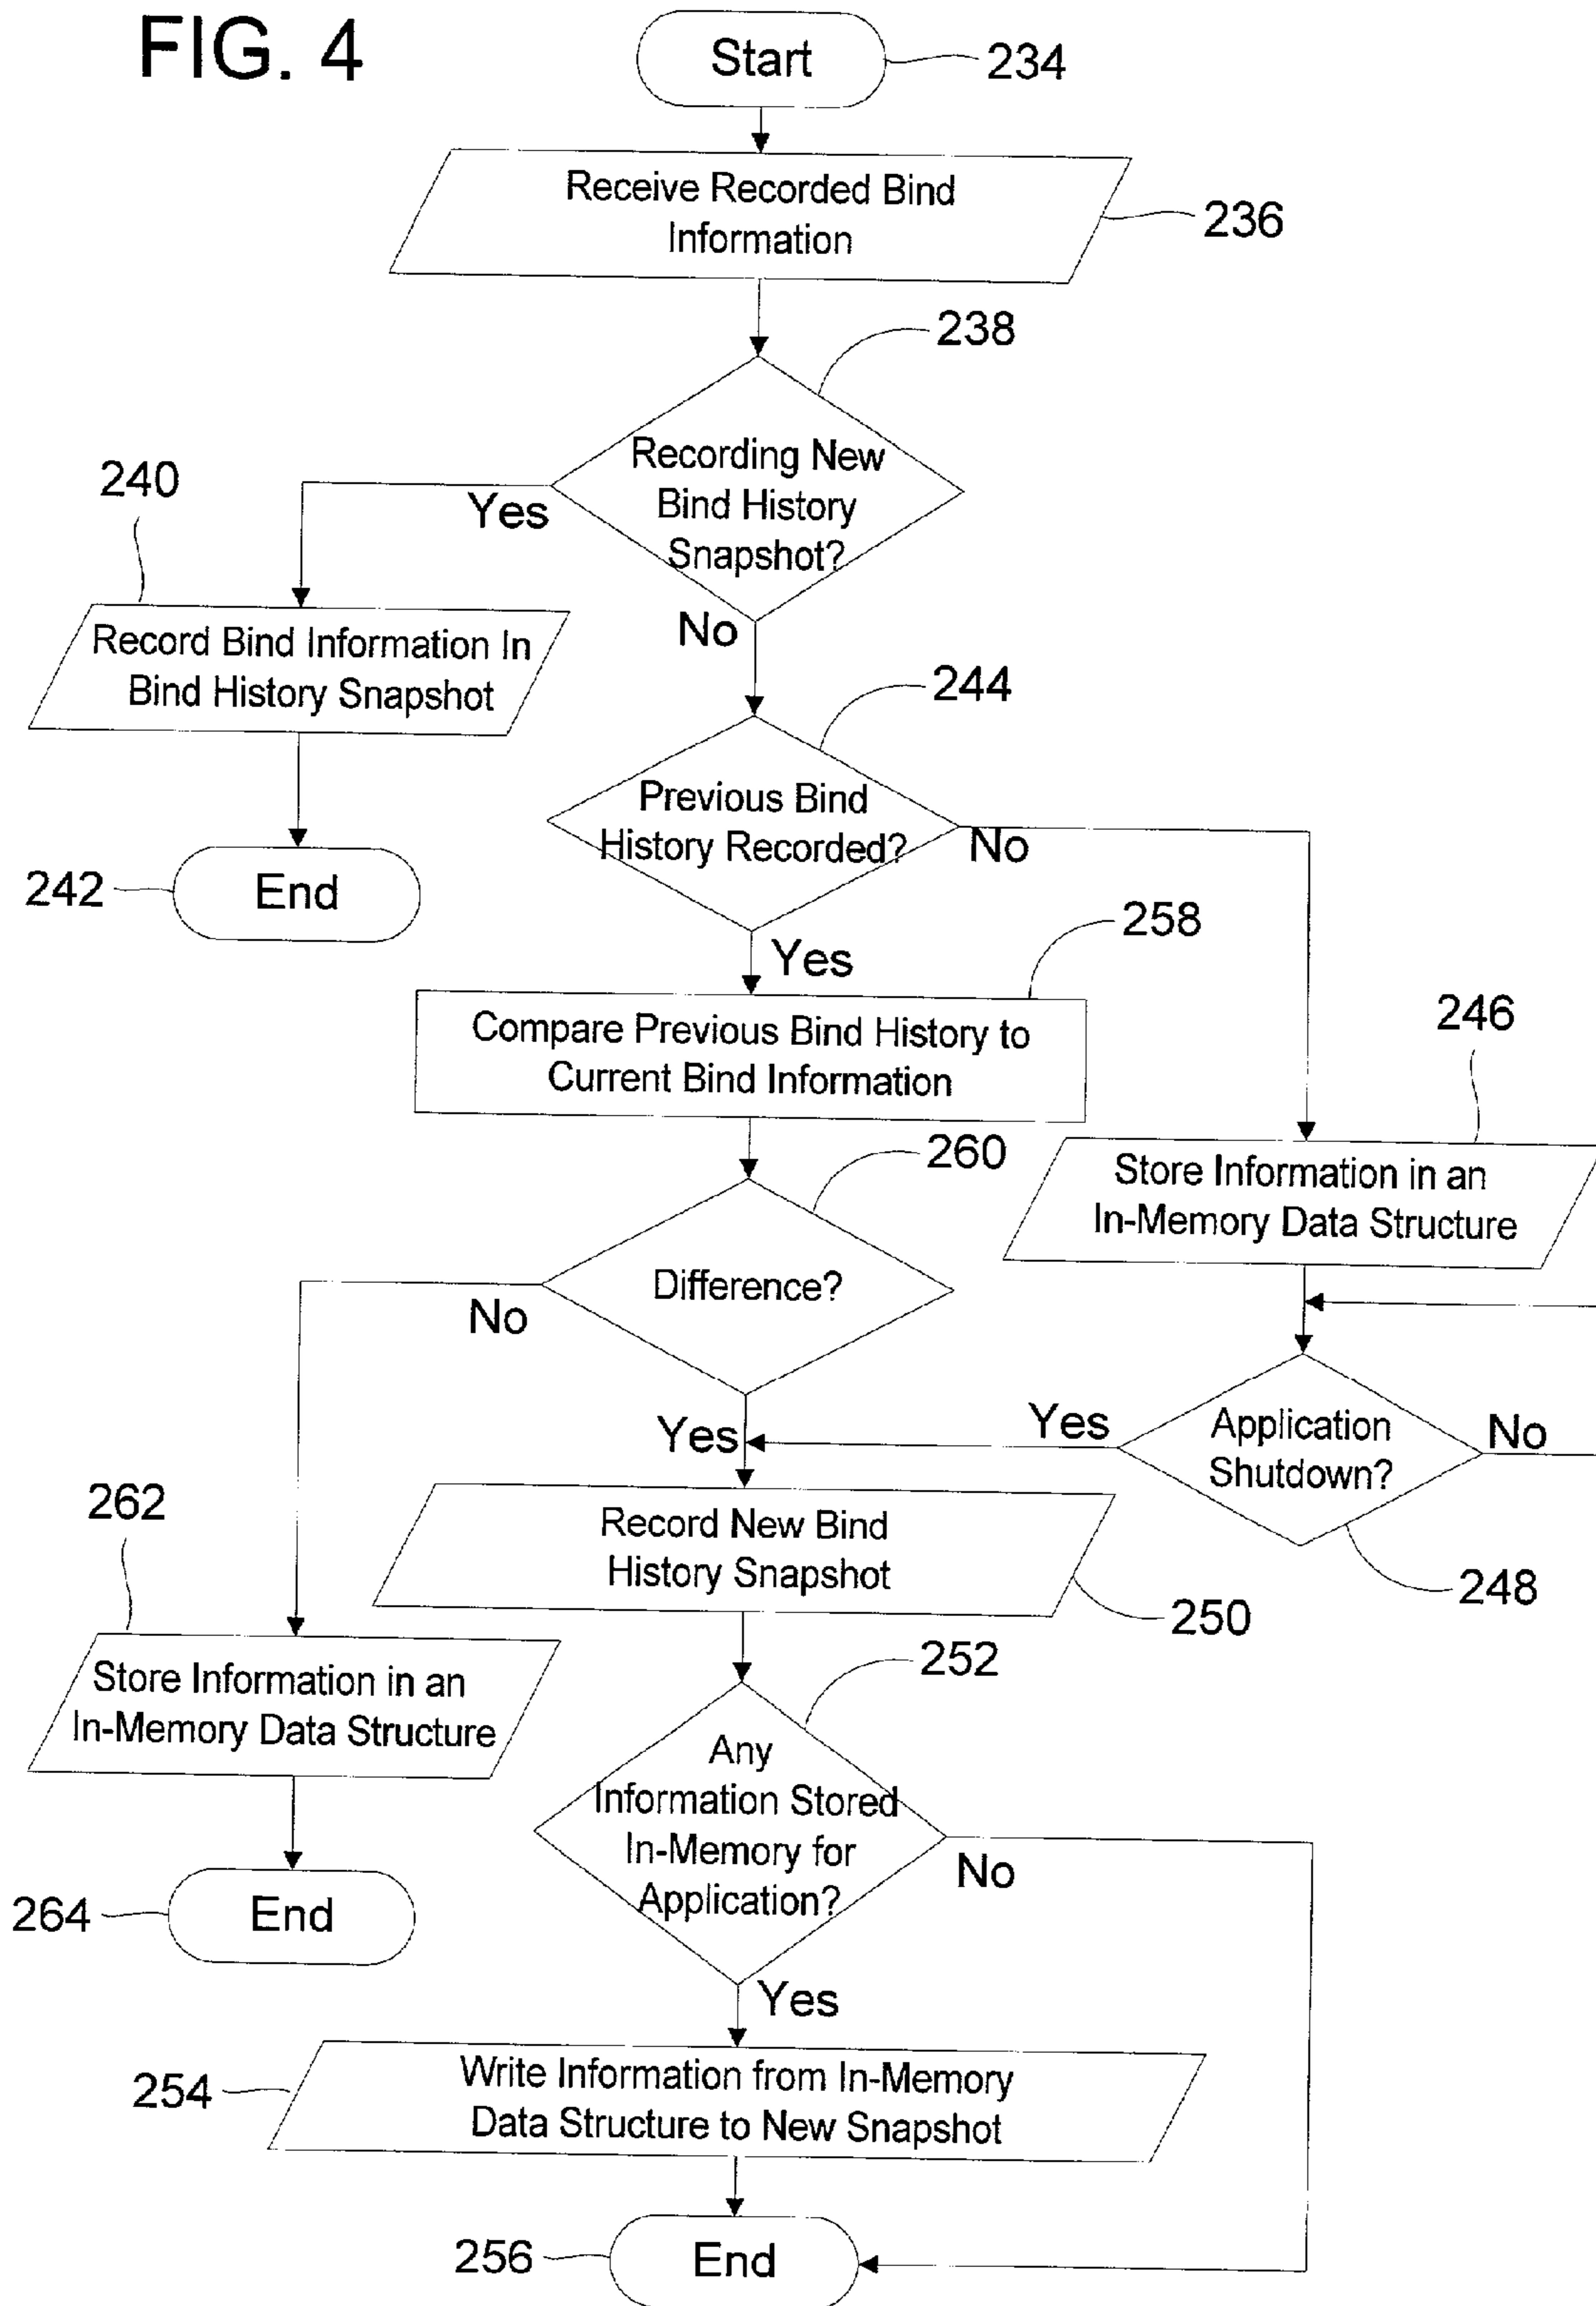 FIG. 4
Start
234
Receive Recorded Bind
Information
236
238
Recording New
Bind History
Snapshot?
240
Yes
No
Record Bind Information In
Bind History Snapshot
244
Previous Bind
History Recorded?
No
242
End
Yes
258
Compare Previous Bind History to
Current Bind Information
246
260
Store Information in an
In-Memory Data Structure
Difference?
No
Yes
Yes
Application
Shutdown?
No
262
Record New Bind
History Snapshot
248
250
252
Store Information in an
In-Memory Data Structure
Any
Information Stored
In-Memory for
Application?
No
264
End
Yes
254
Write Information from In-Memory
Data Structure to New Snapshot
256
End